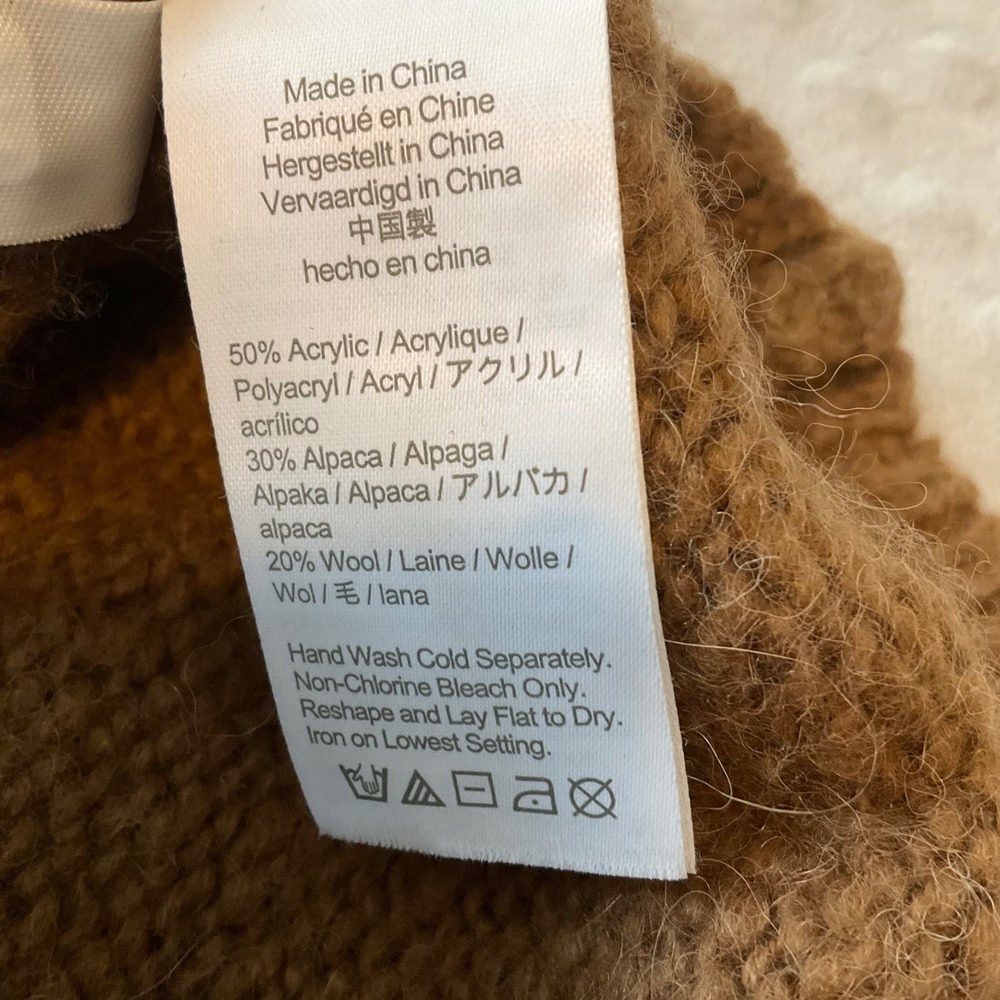 Made in China
Fabriqué en Chine
Hergestellt in China
Vervaardigd in China
中国製
hecho en china
50% Acrylic / Acrylique /
Polyacryl / Acryl / アクリル /
acrílico
30% Alpaca / Alpaga /
Alpaka / Alpaca / アルパカ /
alpaca
20% Wool / Laine / Wolle /
Wol / 毛 / lana
Hand Wash Cold Separately.
Non-Chlorine Bleach Only.
Reshape and Lay Flat to Dry.
Iron on Lowest Setting.